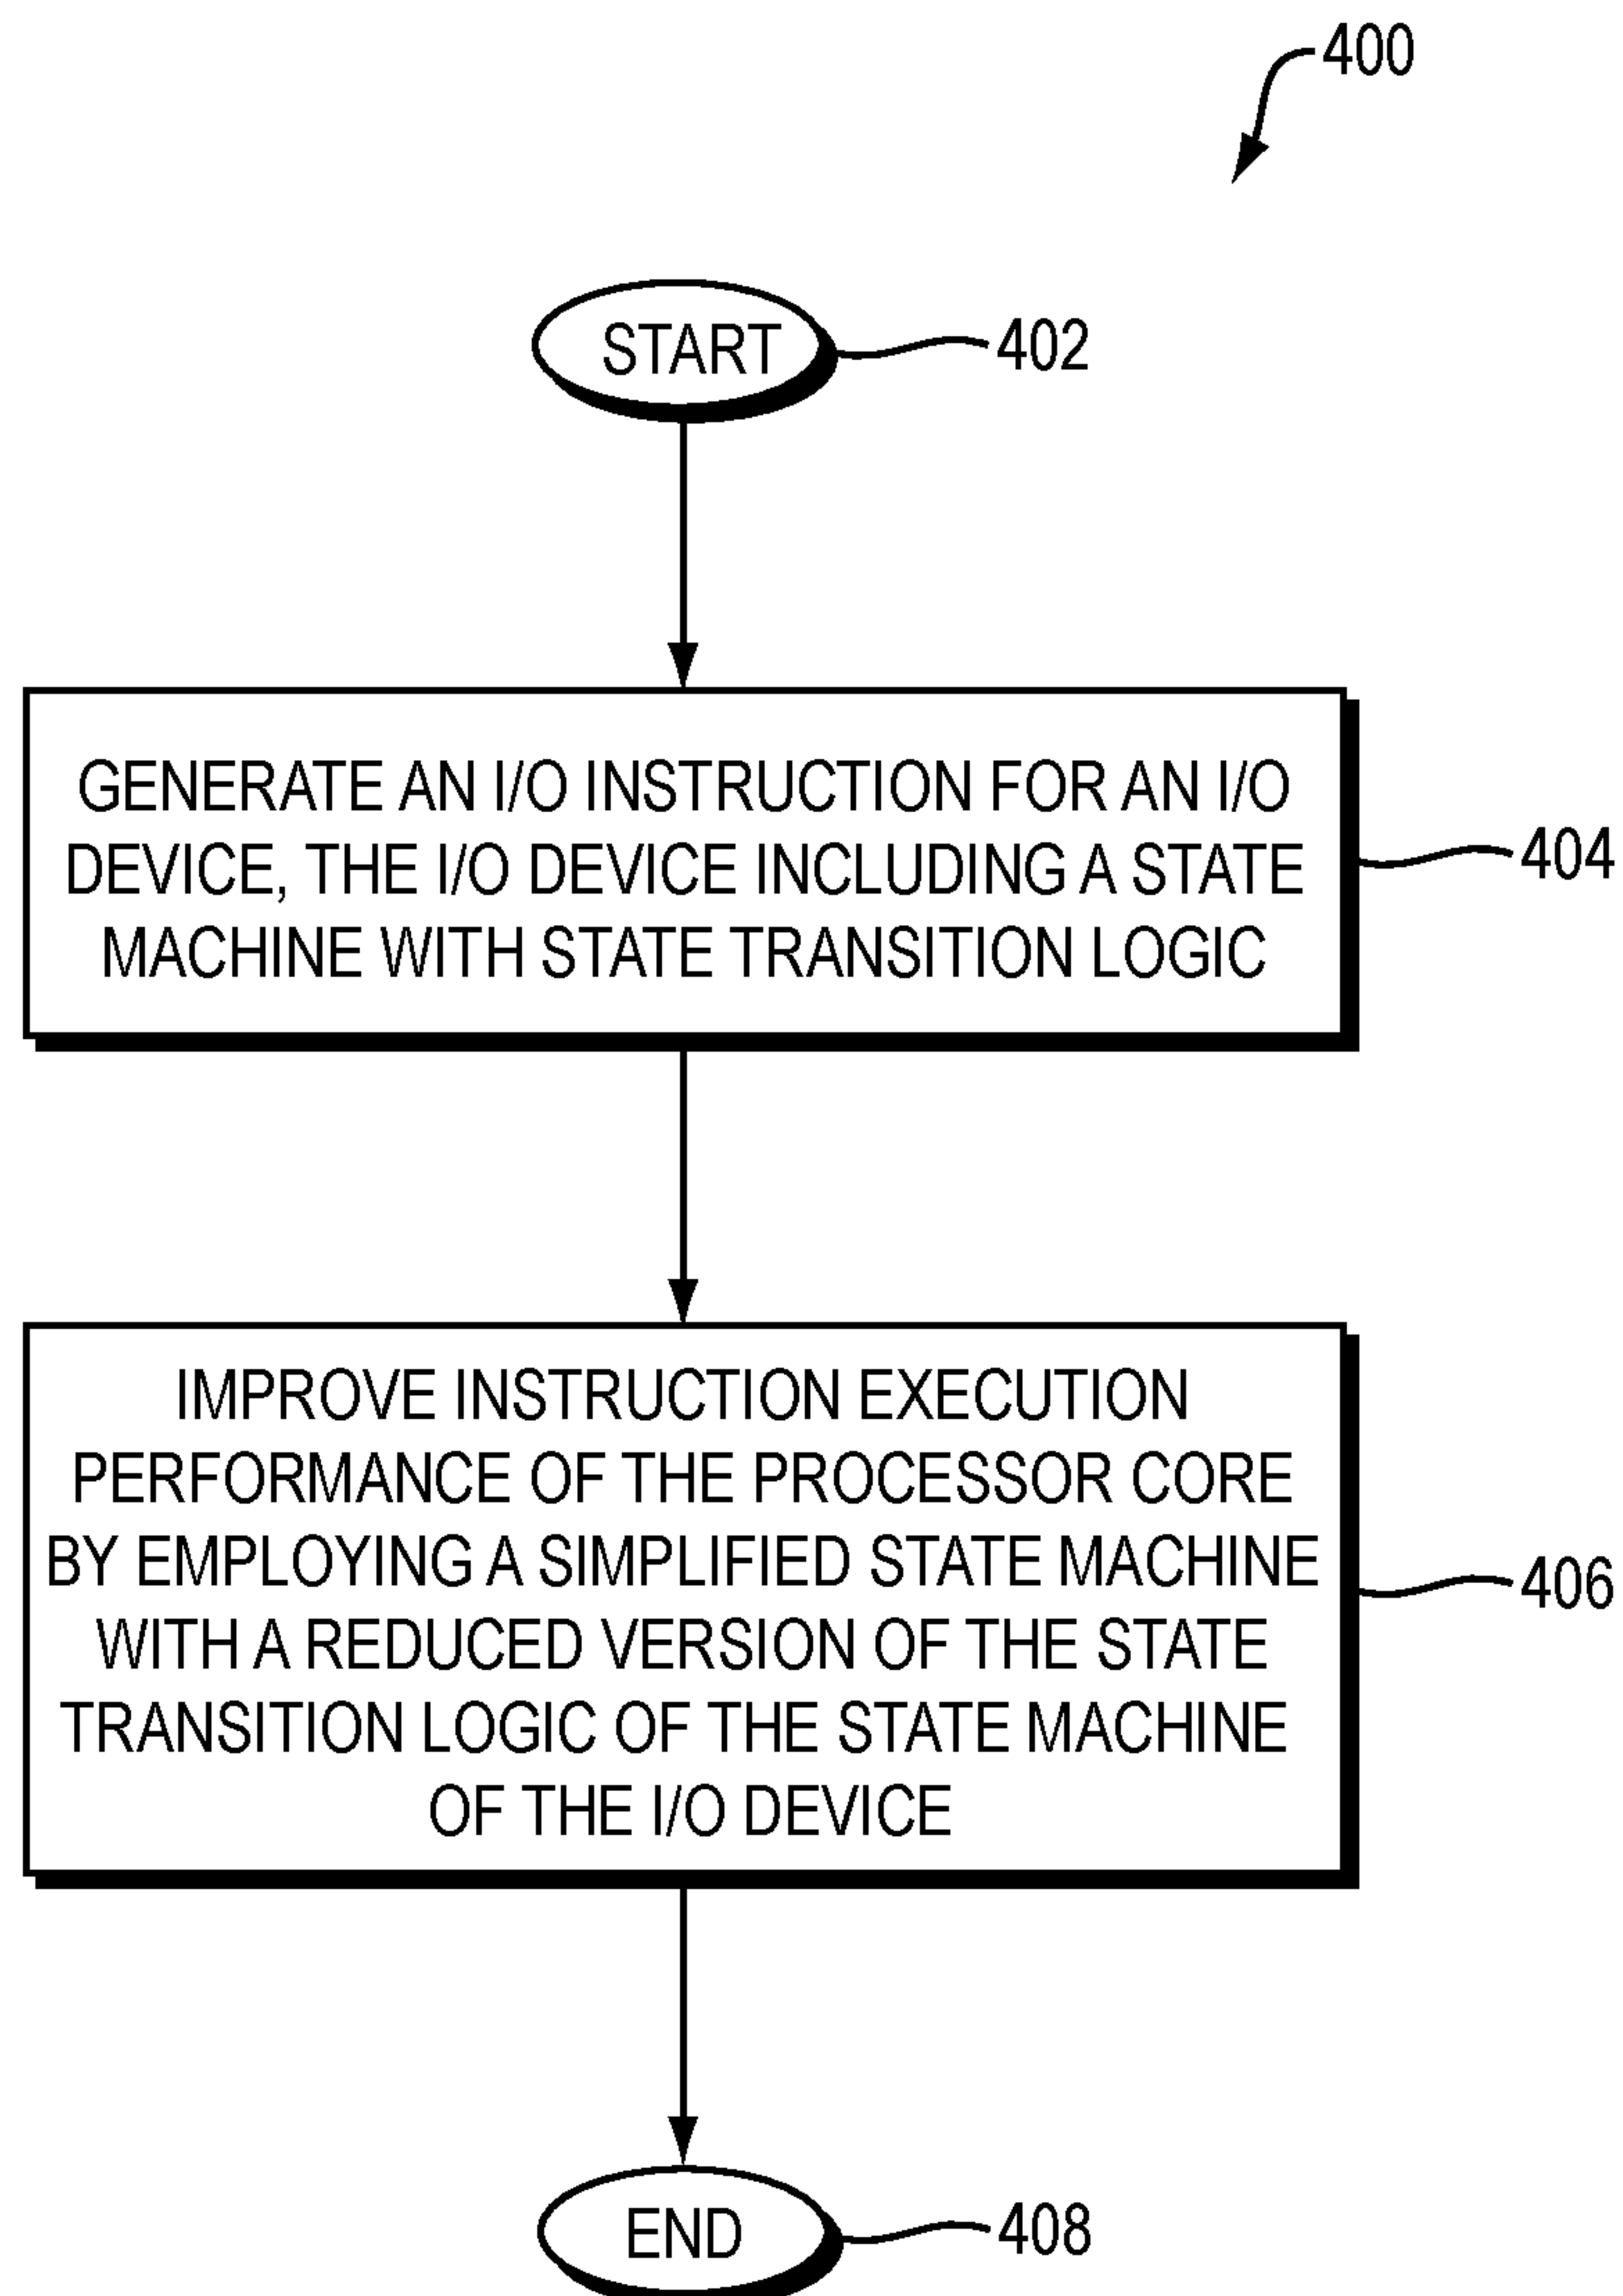 400
START
402
GENERATE AN I/O INSTRUCTION FOR AN I/O
DEVICE, THE I/O DEVICE INCLUDING A STATE
MACHINE WITH STATE TRANSITION LOGIC
404
IMPROVE INSTRUCTION EXECUTION
PERFORMANCE OF THE PROCESSOR CORE
BY EMPLOYING A SIMPLIFIED STATE MACHINE
WITH A REDUCED VERSION OF THE STATE
TRANSITION LOGIC OF THE STATE MACHINE
OF THE I/O DEVICE
406
END
408